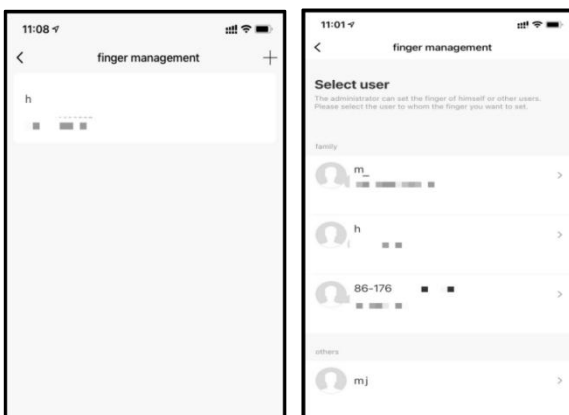 11:08
finger management
h
11:01
finger management
Select user
The administrator can set the finger of himself or other users.
Please select the user to whom the finger you want to set.
family
m_
h
86-176
others
mj